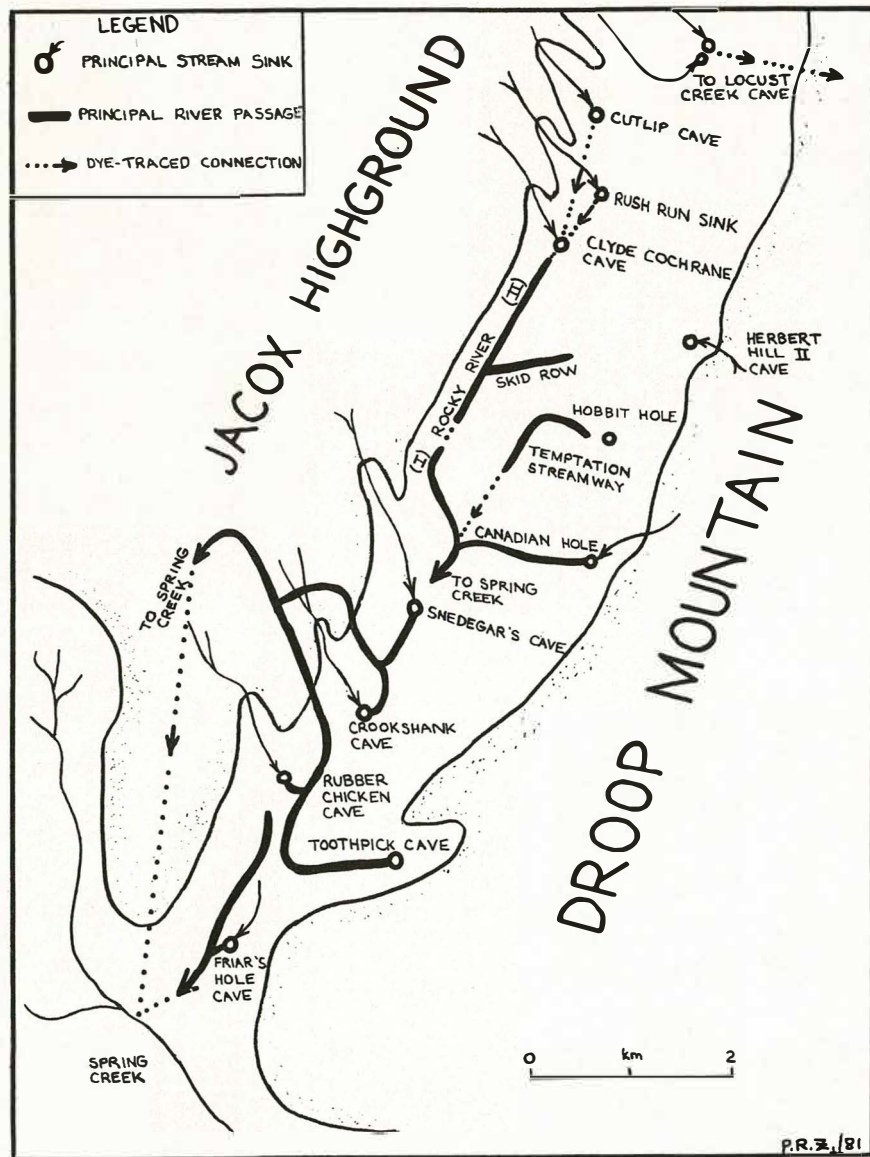 LEGEND
PRINCIPAL STREAM SINK
PRINCIPAL RIVER PASSAGE
DYE-TRACED CONNECTION
TO LOCUST
CREEK CAVE
CUTLIP CAVE
RUSH RUN SINK
CLYDE COCHRANE
CAVE
JACOX HIGHGROUND
ROCKY RIVER (II)
(I)
SKID ROW
HERBERT
HILL II
CAVE
HOBBIT HOLE
TEMPTATION
STREAMWAY
CANADIAN HOLE
TO SPRING
CREEK
SNEDEGAR'S CAVE
TO SPRING
CREEK
DROOP MOUNTAIN
CROOKSHANK
CAVE
RUBBER
CHICKEN
CAVE
TOOTHPICK CAVE
FRIAR'S
HOLE
CAVE
SPRING
CREEK
0 km 2